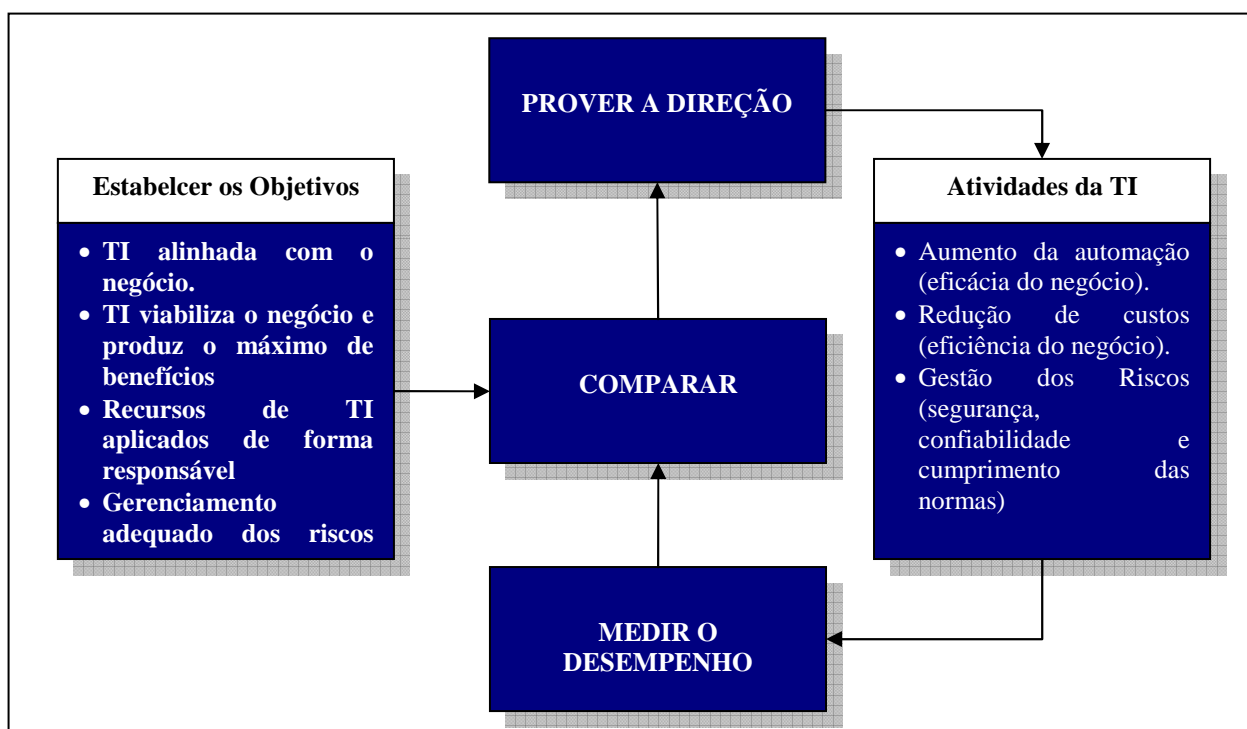 PROVER A DIREÇÃO
Estabelcer os Objetivos
• TI alinhada com o
negócio.
• TI viabiliza o negócio e
produz o máximo de
benefícios
• Recursos de TI
aplicados de forma
responsável
• Gerenciamento
adequado dos riscos
COMPARAR
MEDIR O
DESEMPENHO
Atividades da TI
• Aumento da automação
(eficácia do negócio).
• Redução de custos
(eficiência do negócio).
• Gestão dos Riscos
(segurança,
confiabilidade e
cumprimento das
normas)